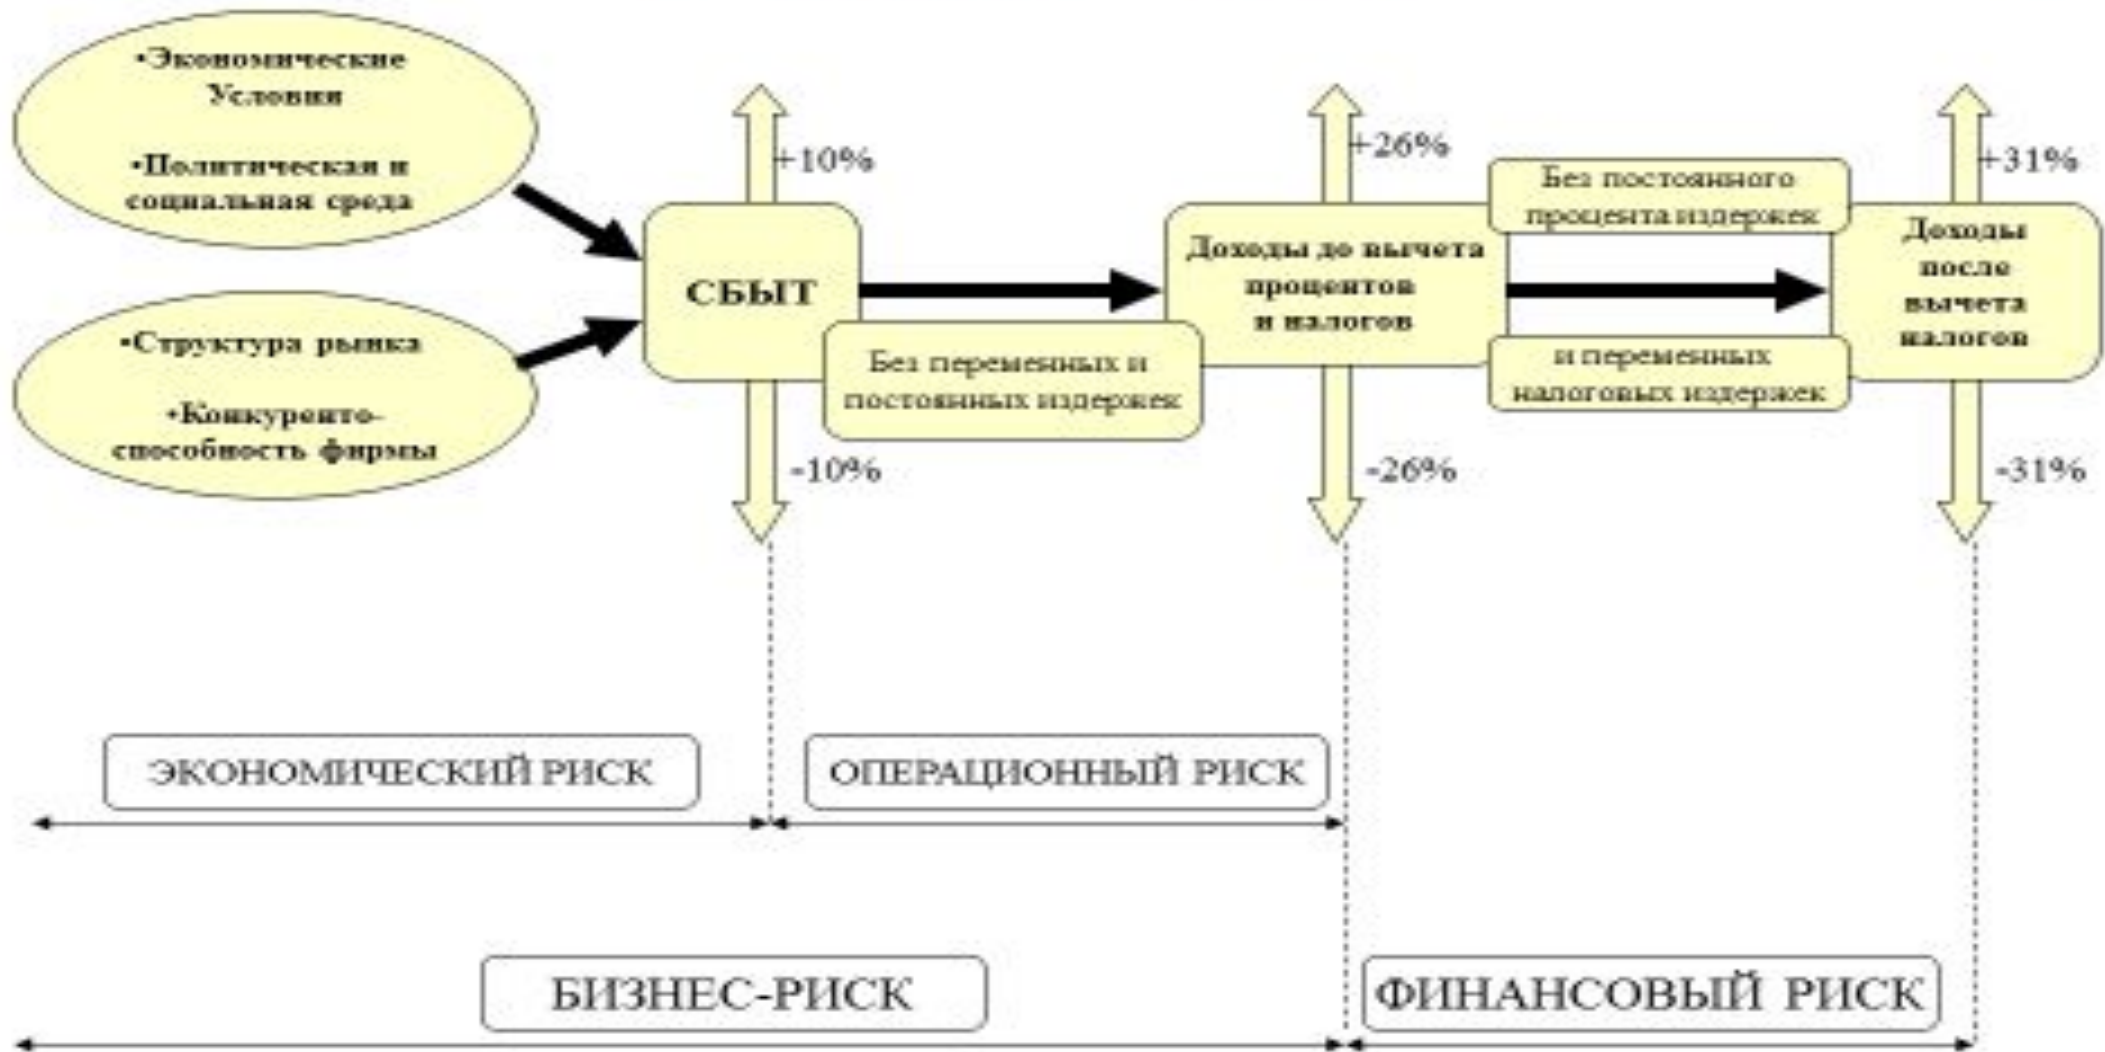 •Экономические
Условия
•Политическая и
социальная среда
•Структура рынка
•Конкуренто-
способность фирмы
+10%
СБЫТ
-10%
Без переменных и
постоянных издержек
+26%
Доходы до вычета
процентов
и налогов
-26%
Без постоянного
процента издержек
и переменных
налоговых издержек
+31%
Доходы
после
вычета
налогов
-31%
ЭКОНОМИЧЕСКИЙ РИСК
ОПЕРАЦИОННЫЙ РИСК
БИЗНЕС-РИСК
ФИНАНСОВЫЙ РИСК